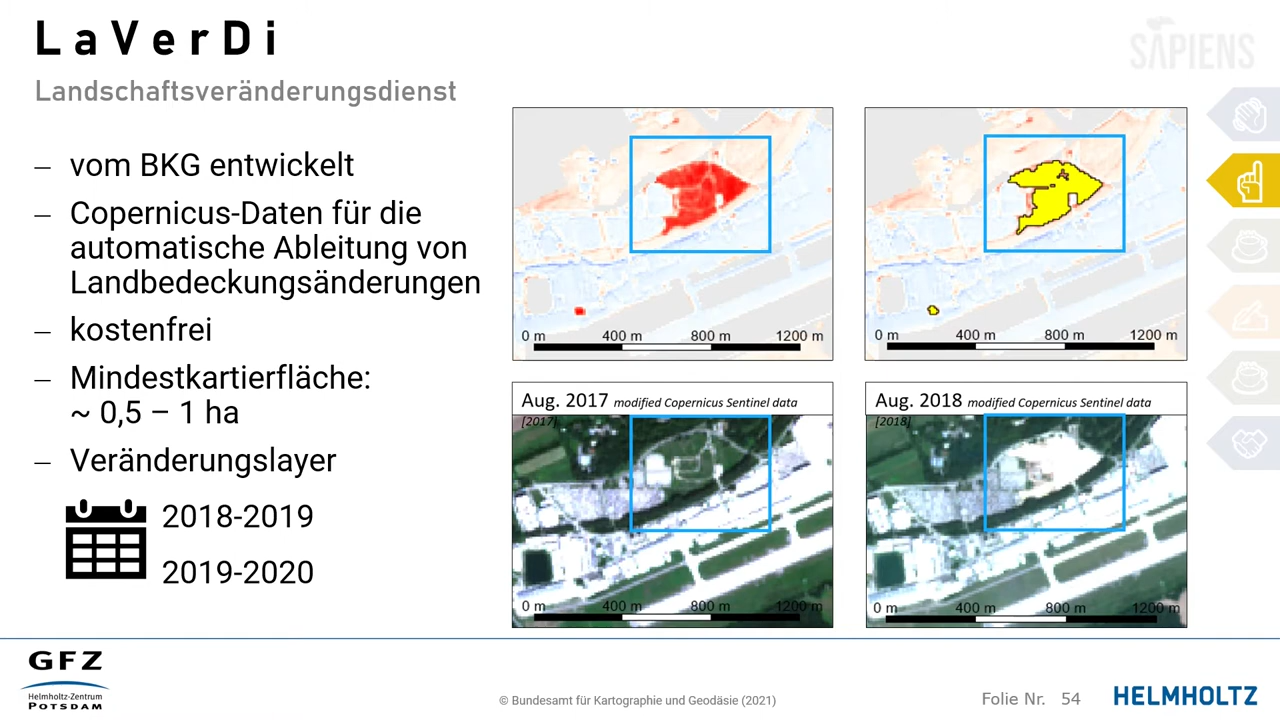 LaVerDi
SAPIENS
Landschaftsveränderungsdienst
– vom BKG entwickelt
– Copernicus-Daten für die
automatische Ableitung von
Landbedeckungsänderungen
– kostenfrei
– Mindestkartierfläche:
~ 0,5 – 1 ha
– Veränderungslayer
2018-2019
2019-2020
0 m 400 m 800 m 1200 m
0 m 400 m 800 m 1200 m
Aug. 2017 modified Copernicus Sentinel data
[2017]
0 m 400 m 800 m 1200 m
Aug. 2018 modified Copernicus Sentinel data
[2018]
0 m 400 m 800 m 1200 m
GFZ
Helmholtz-Zentrum
POTSDAM
© Bundesamt für Kartographie und Geodäsie (2021)
Folie Nr. 54
HELMHOLTZ